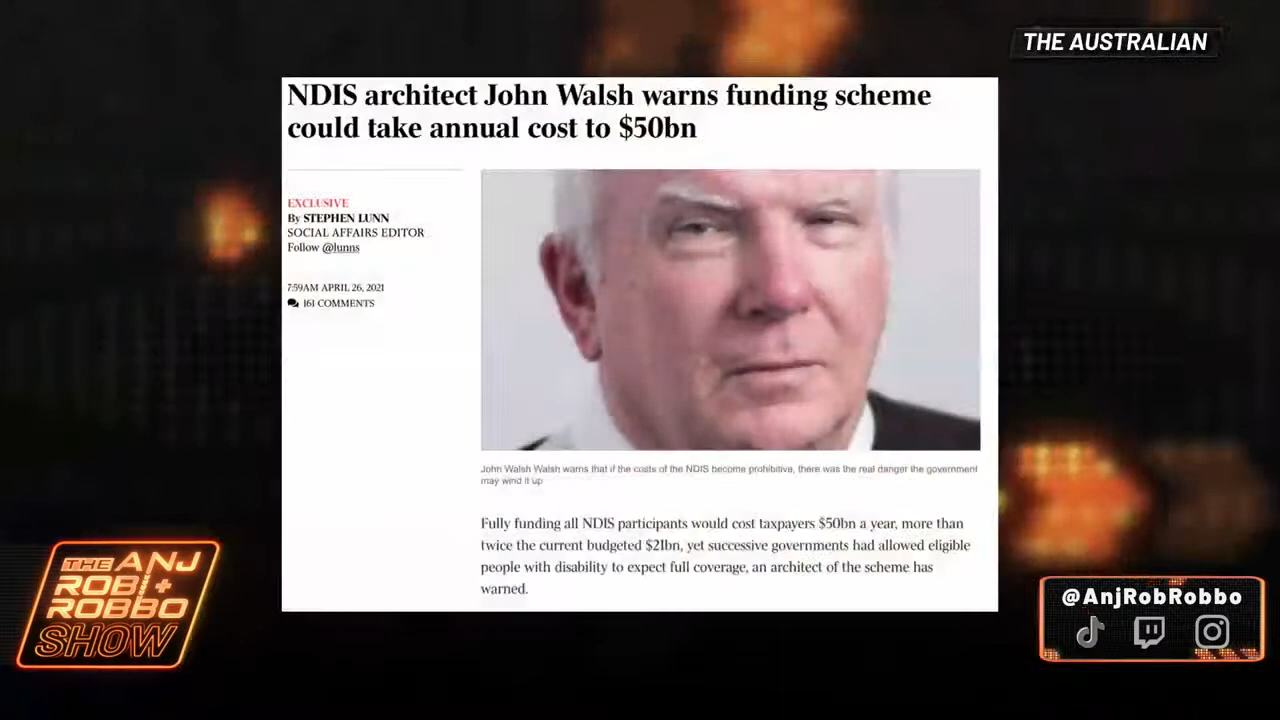 THE AUSTRALIAN
NDIS architect John Walsh warns funding scheme
could take annual cost to $50bn
EXCLUSIVE
By STEPHEN LUNN
SOCIAL AFFAIRS EDITOR
Follow @lunns
7:59AM APRIL 26, 2021
161 COMMENTS
John Walsh Walsh warns that if the costs of the NDIS become prohibitive, there was the real danger the government
may wind it up
Fully funding all NDIS participants would cost taxpayers $50bn a year, more than
twice the current budgeted $21bn, yet successive governments had allowed eligible
people with disability to expect full coverage, an architect of the scheme has
warned.
THE ANJ
ROB +
ROBBO
SHOW
@AnjRobRobbo